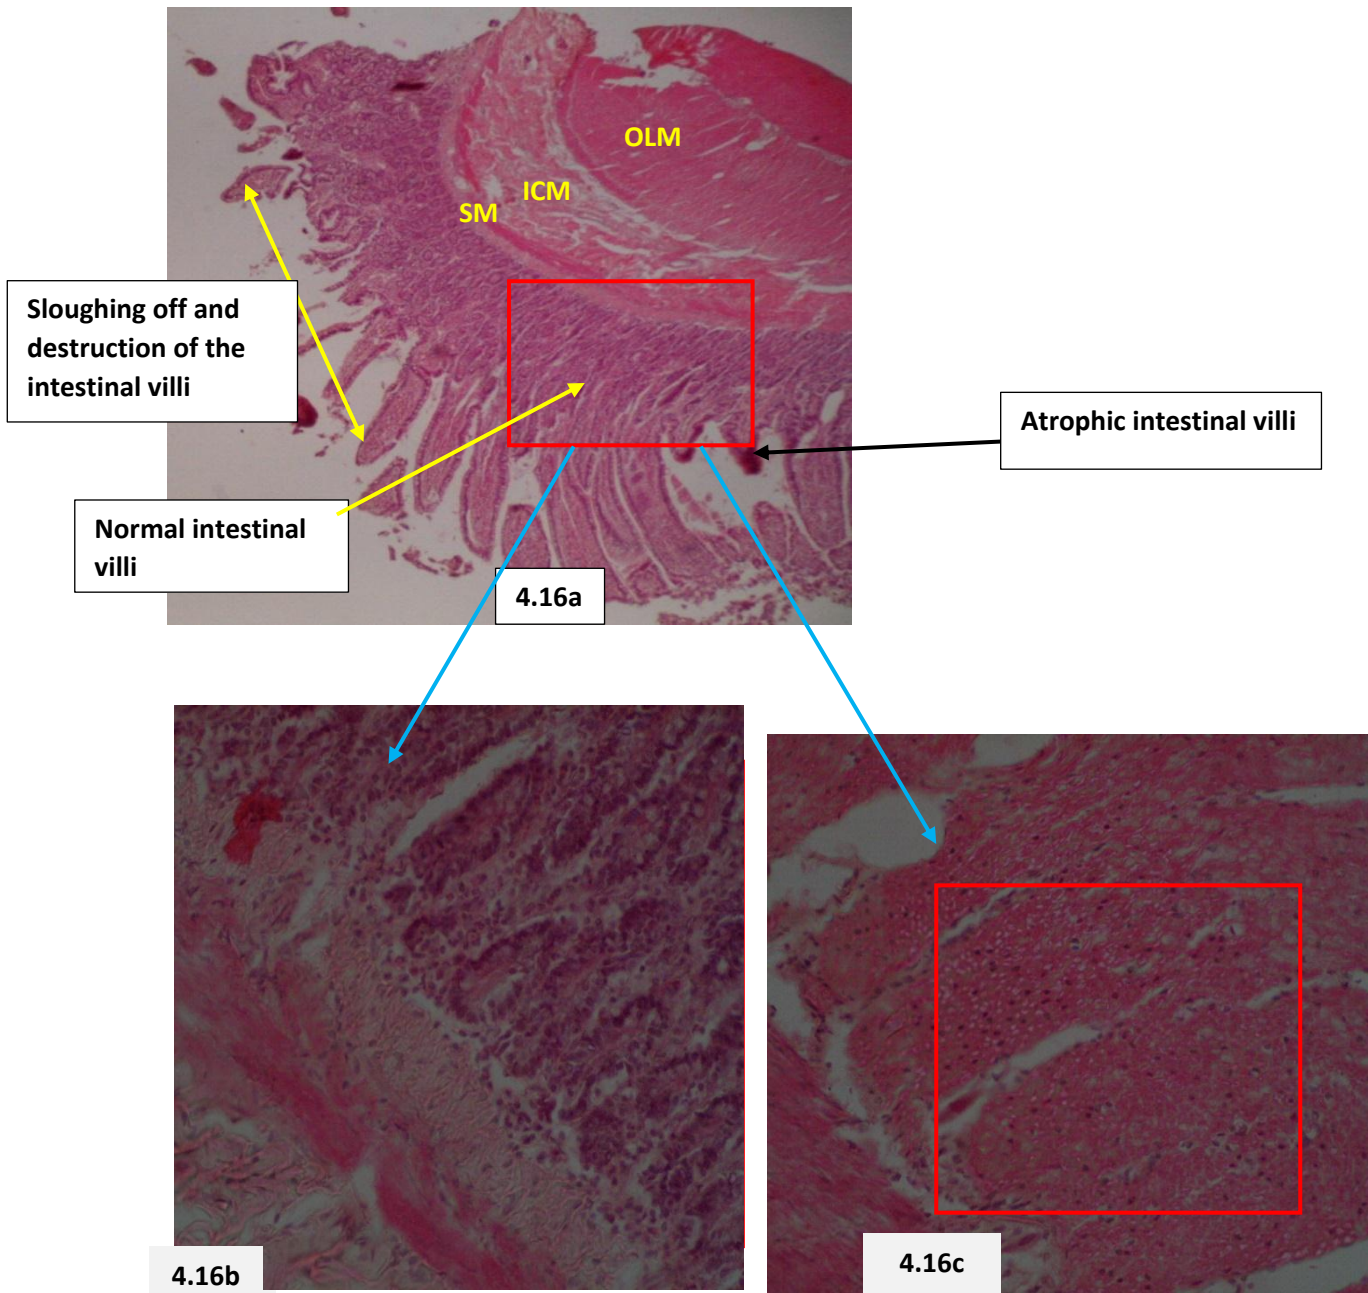 OLM
ICM
SM
Sloughing off and
destruction of the
intestinal villi
Atrophic intestinal villi
Normal intestinal
villi
4.16a
4.16b
4.16c